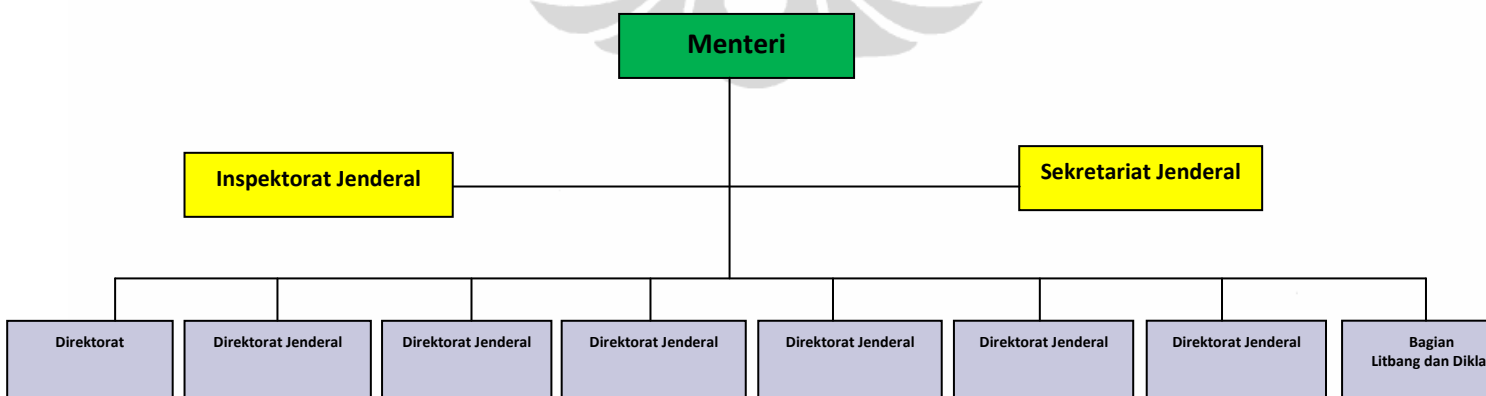 Menteri
Inspektorat Jenderal
Sekretariat Jenderal
Direktorat
Direktorat Jenderal
Direktorat Jenderal
Direktorat Jenderal
Direktorat Jenderal
Direktorat Jenderal
Direktorat Jenderal
Bagian
Litbang dan Dikla